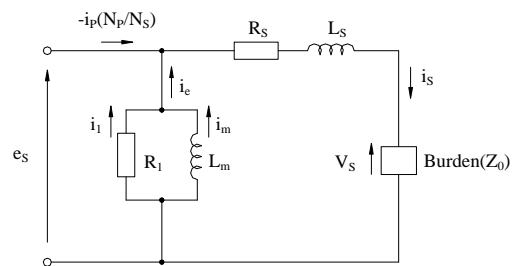 -i_P(N_P/N_S)
R_S
L_S
i_S
i_e
i_1
i_m
e_S
R_1
L_m
V_S
Burden(Z_0)